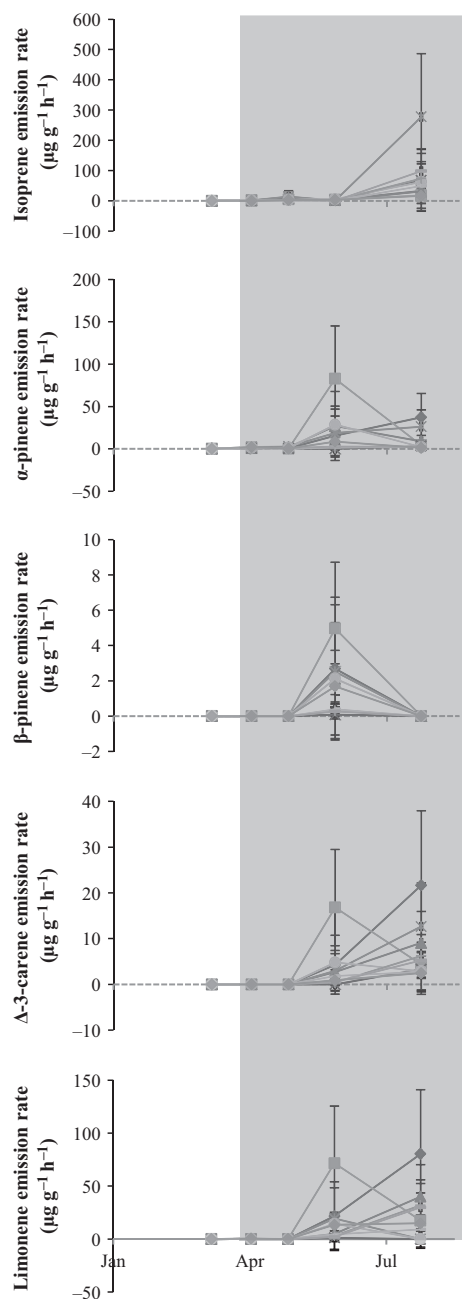 Isoprene emission rate
(µg g⁻¹ h⁻¹)
600
500
400
300
200
100
0
–100
α-pinene emission rate
(µg g⁻¹ h⁻¹)
200
150
100
50
0
–50
β-pinene emission rate
(µg g⁻¹ h⁻¹)
10
8
6
4
2
0
–2
Δ-3-carene emission rate
(µg g⁻¹ h⁻¹)
40
30
20
10
0
–10
Limonene emission rate
(µg g⁻¹ h⁻¹)
150
100
50
0
–50
Jan Apr Jul